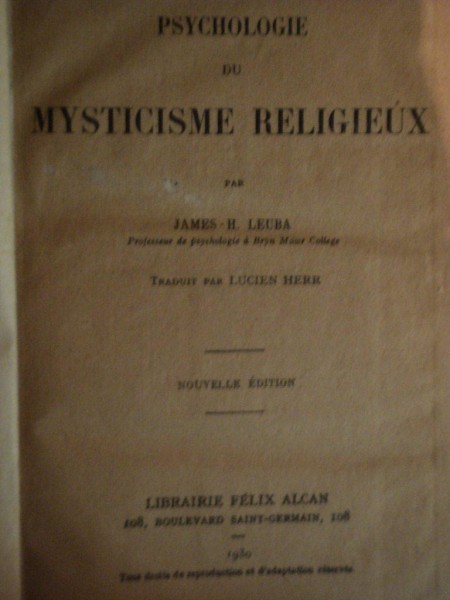 PSYCHOLOGIE
DU
MYSTICISME RELIGIEUX
PAR
JAMES-H. LEUBA
Professeur de psychologie à Bryn Mawr College
TRADUIT PAR LUCIEN HERR
NOUVELLE ÉDITION
LIBRAIRIE FÉLIX ALCAN
108, BOULEVARD SAINT-GERMAIN, 108
1930
Tous droits de reproduction et d'adaptation réservés